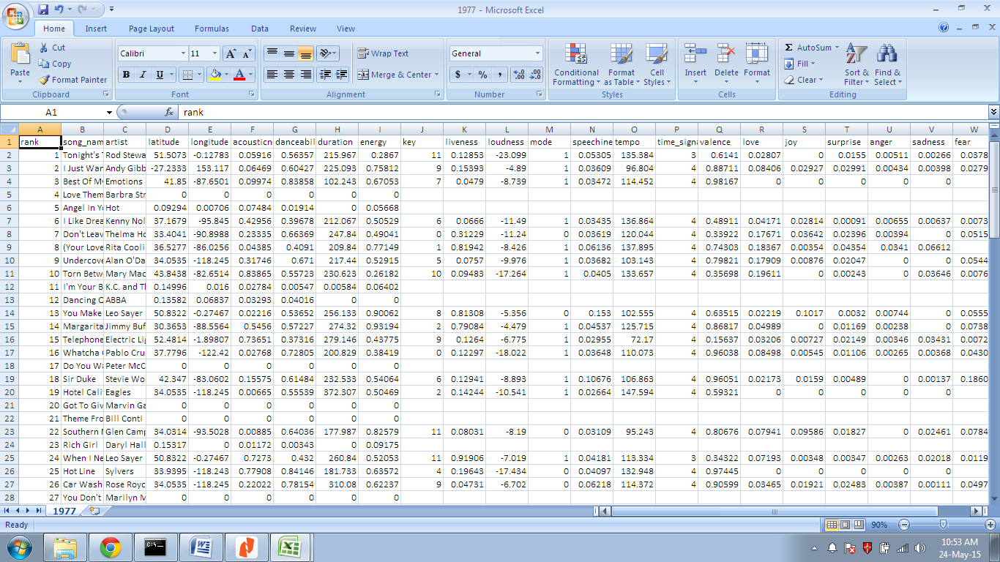 1977 - Microsoft Excel
Home Insert Page Layout Formulas Data Review View
Paste Cut Copy Format Painter Clipboard
Calibri 11 A A B I U A Font
Wrap Text Merge & Center Alignment
General $ % , .0 .00 .00 .0 Number
Conditional Formatting Format as Table Cell Styles Styles
Insert Delete Format Cells
Σ AutoSum Fill Clear Sort & Filter Find & Select Editing
A1 fx rank
A B C D E F G H I J K L M N O P Q R S T U V W
1 rank song_nam artist latitude longitude acousticn danceabil duration energy key liveness loudness mode speechine tempo time_signa valence love joy surprise anger sadness fear
2 1 Tonight's Rod Stewa 51.5073 -0.12783 0.05916 0.56357 215.967 0.2867 11 0.12853 -23.099 1 0.05305 135.384 3 0.6141 0.02807 0 0.0155 0.00511 0.00266 0.0378
3 2 I Just War Andy Gibb -27.2333 153.117 0.06469 0.60427 225.093 0.75812 9 0.15393 -4.89 1 0.03609 96.804 4 0.88711 0.08406 0.02927 0.02991 0.00434 0.00398 0.0279
4 3 Best Of My Emotions 41.85 -87.6501 0.09974 0.83858 102.243 0.67053 7 0.0479 -8.739 1 0.03472 114.452 4 0.98167 0 0 0 0 0
5 4 Love Them Barbra Str 0 0 0 0 0 0
6 5 Angel In Yo Hot 0.09294 0.00706 0.07484 0.01914 0 0.05668
7 6 I Like Drea Kenny Nol 37.1679 -95.845 0.42956 0.39678 212.067 0.50529 6 0.0666 -11.49 1 0.03435 136.864 4 0.48911 0.04171 0.02814 0.00091 0.00655 0.00637 0.0073
8 7 Don't Leav Thelma Ho 33.4041 -90.8988 0.23335 0.66369 247.84 0.49041 0 0.31229 -11.24 0 0.03619 120.044 4 0.33922 0.17671 0.03642 0.02396 0.00394 0 0.0515
9 8 (Your Love Rita Cooli 36.5277 -86.0256 0.04385 0.4091 209.84 0.77149 1 0.81942 -8.426 1 0.06136 137.895 4 0.74303 0.18367 0.00354 0.04354 0.0341 0.06612
10 9 Undercove Alan O'Da 34.0535 -118.245 0.31746 0.671 217.44 0.52915 5 0.0757 -9.976 1 0.03682 103.143 4 0.79821 0.17909 0.00876 0.02047 0 0 0.0544
11 10 Torn Betw Mary Mac 43.8438 -82.6514 0.83865 0.55723 230.623 0.26182 10 0.09483 -17.264 1 0.0405 133.657 4 0.35698 0.19611 0 0.00243 0 0.03646 0.0076
12 11 I'm Your B K.C. and Th 0.14996 0.016 0.02784 0.00547 0.00584 0.06402
13 12 Dancing Q ABBA 0.13582 0.06837 0.03293 0.04016 0 0
14 13 You Make Leo Sayer 50.8322 -0.27467 0.02216 0.53652 256.133 0.90062 8 0.81308 -5.356 0 0.153 102.555 4 0.63515 0.02219 0.1017 0.0032 0.00744 0 0.0555
15 14 Margarita Jimmy Buf 30.3653 -88.5564 0.5456 0.57227 274.32 0.93194 2 0.79084 -4.479 1 0.04537 125.715 4 0.86817 0.04989 0 0.01169 0.00238 0 0.0738
16 15 Telephone Electric Lig 52.4814 -1.89807 0.73651 0.37316 279.146 0.43775 9 0.1264 -6.775 1 0.02955 72.17 4 0.15637 0.03206 0.00727 0.02149 0.00346 0.03431 0.0072
17 16 Whatcha Pablo Cru 37.7796 -122.42 0.02768 0.72805 200.829 0.38419 0 0.12297 -18.022 1 0.03648 110.073 4 0.96038 0.08498 0.00545 0.01106 0.00265 0.00368 0.0430
18 17 Do You Wa Peter McC 0 0 0 0 0 0
19 18 Sir Duke Stevie Wo 42.347 -83.0602 0.15575 0.61484 232.533 0.54064 6 0.12941 -8.893 1 0.10676 106.863 4 0.96051 0.02173 0.0159 0.00489 0 0.00137 0.1860
20 19 Hotel Cali Eagles 34.0535 -118.245 0.00665 0.55539 372.307 0.50469 2 0.14244 -10.541 1 0.02664 147.594 4 0.59321 0 0 0 0 0
21 20 Got To Giv Marvin Ga 0 0 0 0 0 0
22 21 Theme Fro Bill Conti 0 0 0 0 0 0
23 22 Southern N Glen Camp 34.0314 -93.5028 0.00885 0.64036 177.987 0.82579 11 0.08031 -8.19 0 0.03109 95.243 4 0.80676 0.07941 0.09586 0.01827 0 0.02461 0.0784
24 23 Rich Girl Daryl Hall 0.15317 0 0.01172 0.00343 0 0.09175
25 24 When I Ne Leo Sayer 50.8322 -0.27467 0.7273 0.432 260.84 0.52053 11 0.91906 -7.019 1 0.04181 113.334 3 0.34322 0.07193 0.00348 0.00347 0.00263 0.02018 0.0119
26 25 Hot Line Sylvers 33.9395 -118.243 0.77908 0.84146 181.733 0.63572 4 0.19643 -17.434 0 0.04097 132.948 4 0.97445 0 0 0 0 0
27 26 Car Wash Rose Royc 34.0535 -118.245 0.22022 0.78154 310.08 0.62237 9 0.04731 -6.702 0 0.06218 114.372 4 0.90599 0.03465 0.01921 0.02483 0.00387 0.00111 0.0497
28 27 You Don't Marilyn M 0 0 0 0 0 0
1977
Ready 90%
C:\
10:53 AM
24-May-15